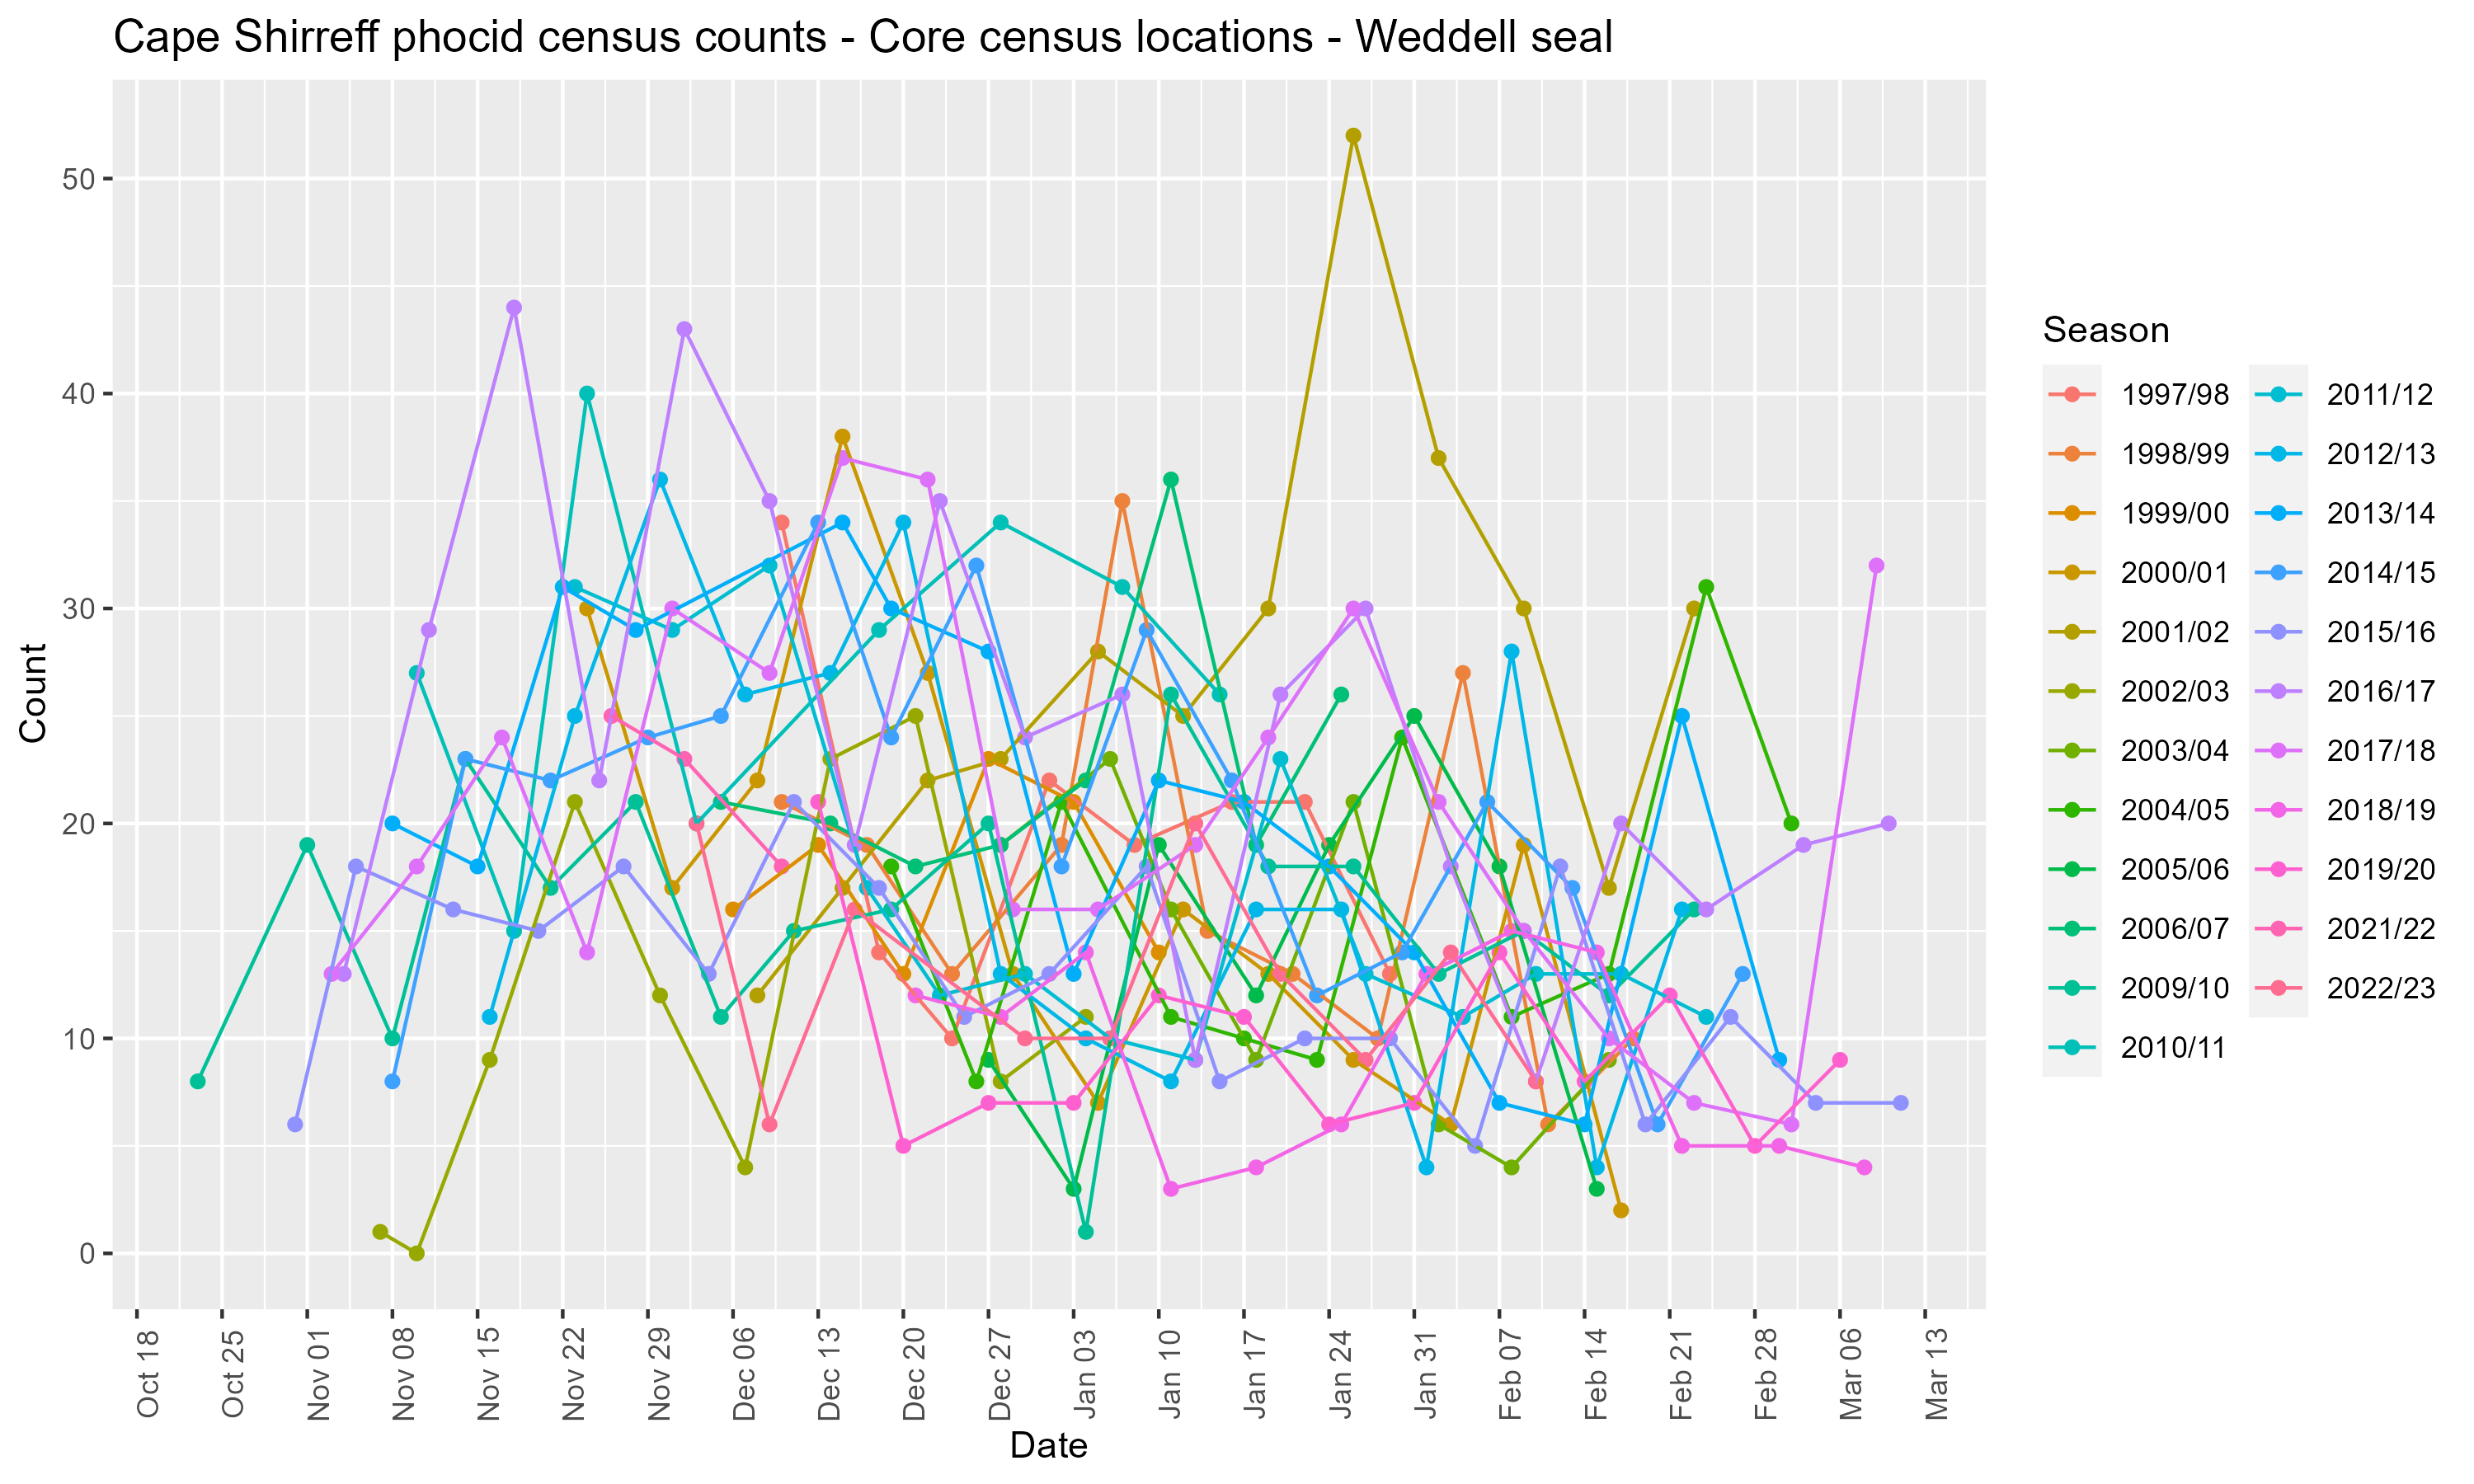 Cape Shirreff phocid census counts - Core census locations - Weddell seal
Count
50
40
30
20
10
0
Oct 18
Oct 25
Nov 01
Nov 08
Nov 15
Nov 22
Nov 29
Dec 06
Dec 13
Dec 20
Dec 27
Jan 03
Jan 10
Jan 17
Jan 24
Jan 31
Feb 07
Feb 14
Feb 21
Feb 28
Mar 06
Mar 13
Date
Season
1997/98
1998/99
1999/00
2000/01
2001/02
2002/03
2003/04
2004/05
2005/06
2006/07
2009/10
2010/11
2011/12
2012/13
2013/14
2014/15
2015/16
2016/17
2017/18
2018/19
2019/20
2021/22
2022/23